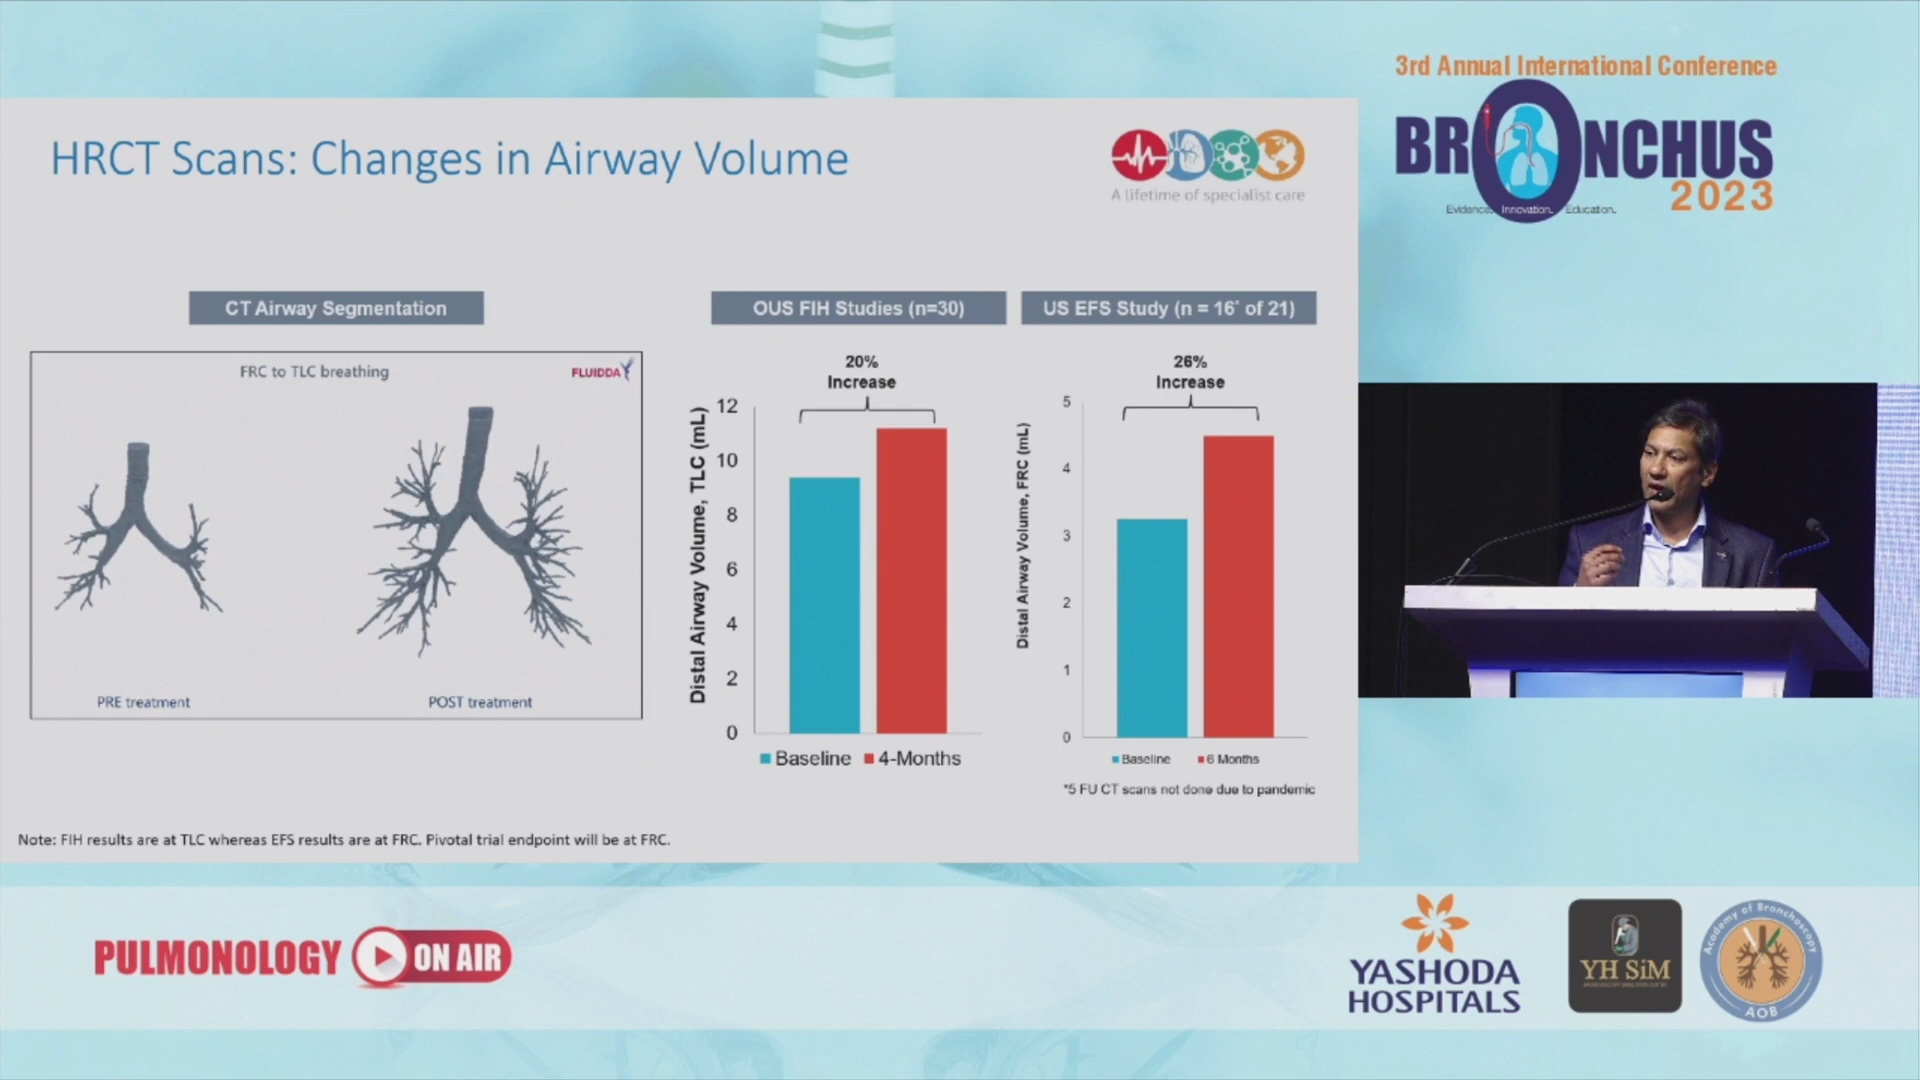 3rd Annual International Conference
BRONCHUS
2023
Evidence. Innovation. Education.
HRCT Scans: Changes in Airway Volume
A lifetime of specialist care
CT Airway Segmentation
FRC to TLC breathing
FLUIDDA
PRE treatment
POST treatment
OUS FIH Studies (n=30)
20%
Increase
Distal Airway Volume, TLC (mL)
12
10
8
6
4
2
0
Baseline
4-Months
US EFS Study (n = 16* of 21)
26%
Increase
Distal Airway Volume, FRC (mL)
5
4
3
2
1
0
Baseline
6 Months
*5 FU CT scans not done due to pandemic
Note: FIH results are at TLC whereas EFS results are at FRC. Pivotal trial endpoint will be at FRC.
PULMONOLOGY ON AIR
YASHODA
HOSPITALS
YH SiM
Academy of Bronchoscopy
AOB